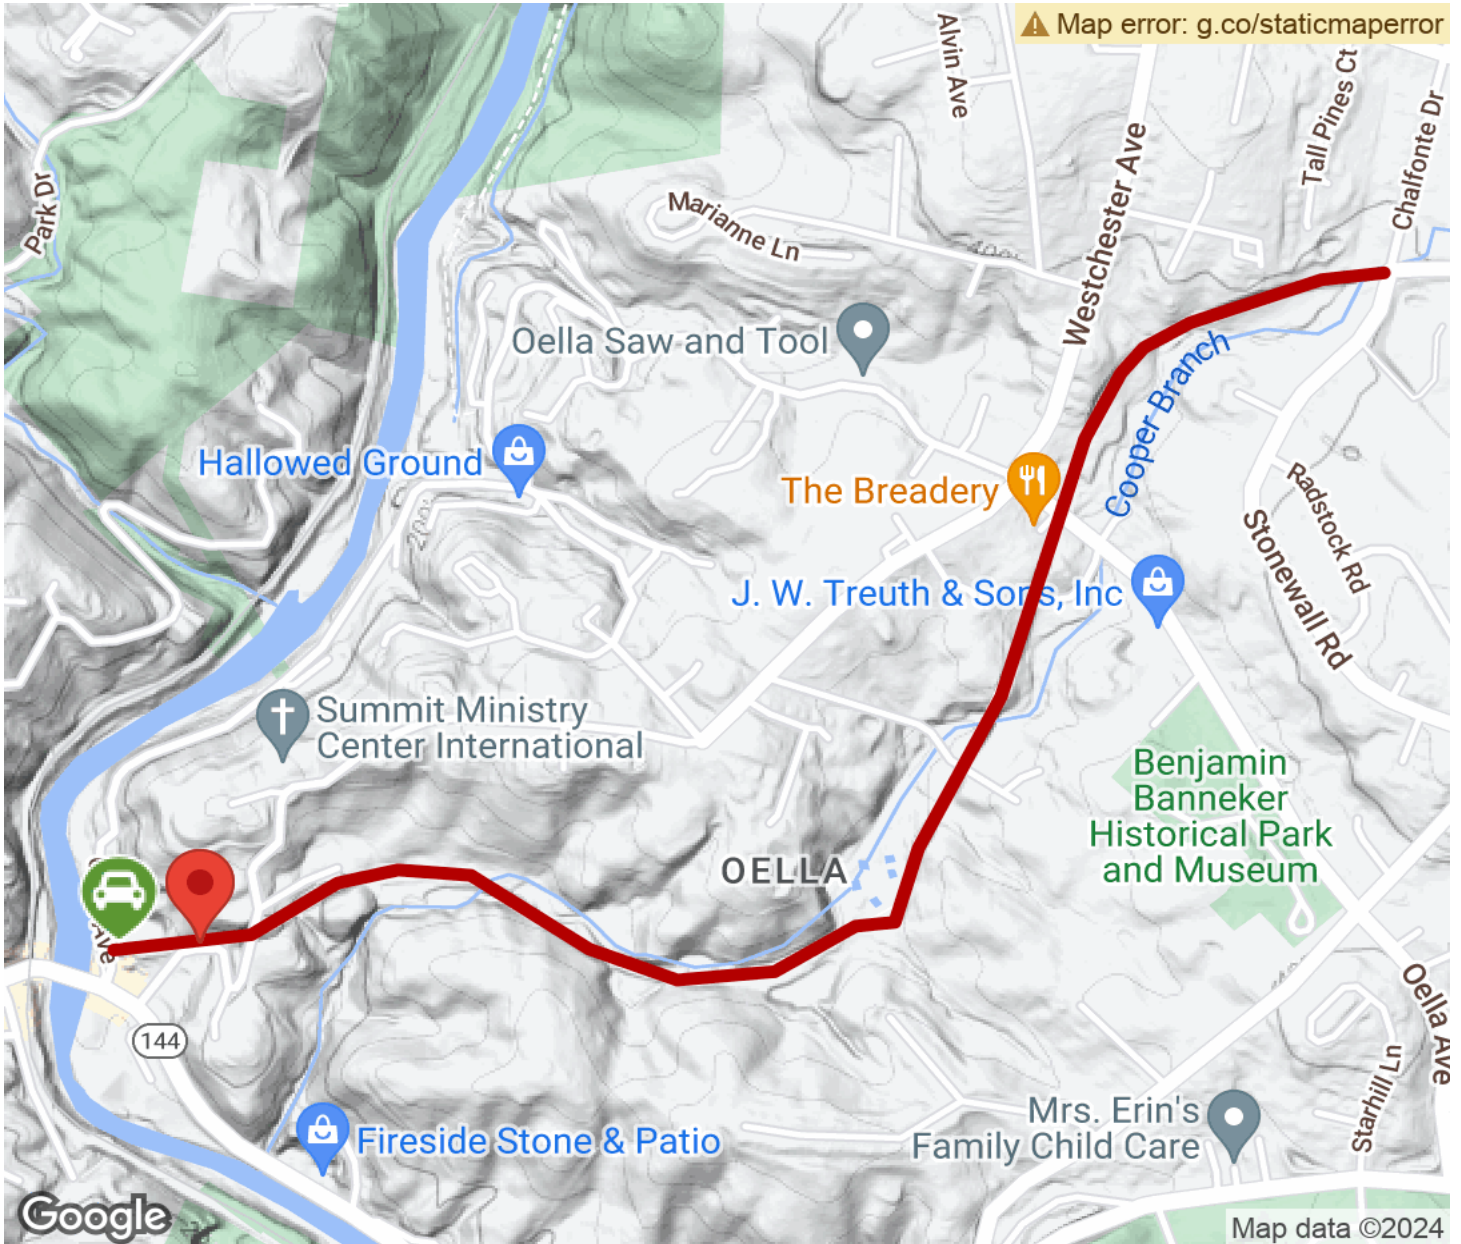 Map error: g.co/staticmaperror
Alvin Ave
Tall Pines Ct
Chalfonte Dr
Westchester Ave
Park Dr
Marianne Ln
400
Oella Saw and Tool
Cooper Branch
Hallowed Ground
The Breadery
200
Radstock Rd
Stonewall Rd
J. W. Treuth & Sons, Inc
Summit Ministry
Center International
Benjamin
Banneker
Historical Park
and Museum
OELLA
Ave
Oella Ave
144
Starhill Ln
Mrs. Erin's
Family Child Care
Fireside Stone & Patio
Google
Map data ©2024